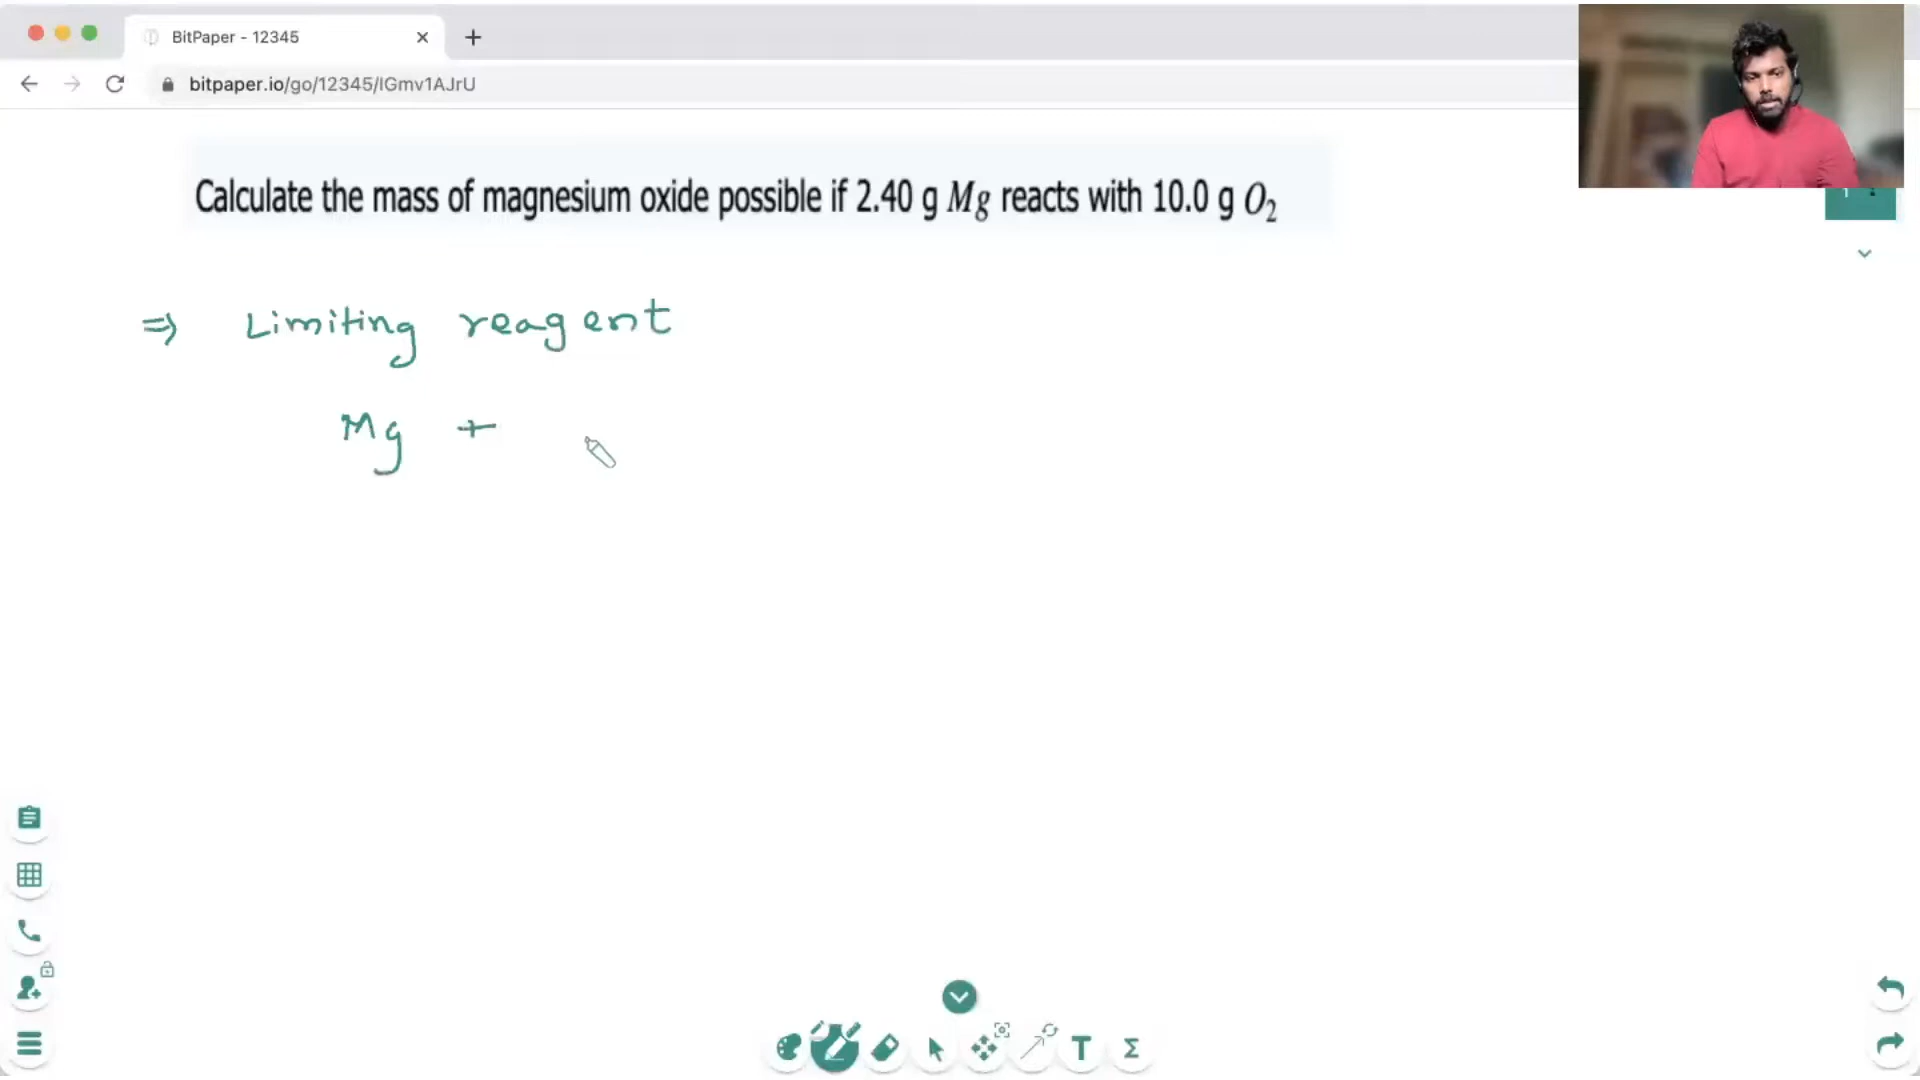 BitPaper - 12345
bitpaper.io/go/12345/IGmv1AJrU
Calculate the mass of magnesium oxide possible if 2.40 g Mg reacts with 10.0 g O₂
⇒ Limiting reagent
Mg +
T Σ